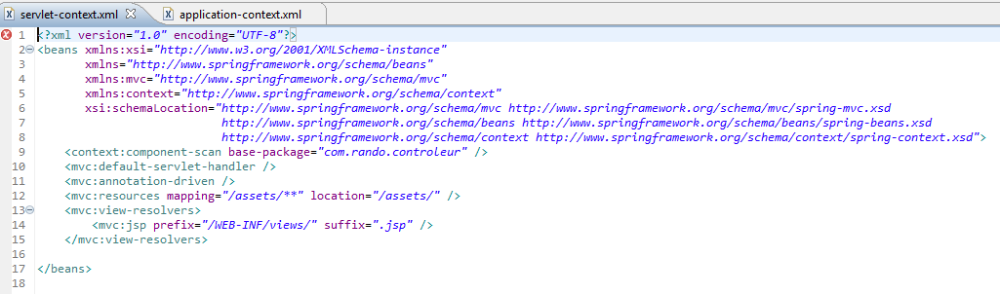 servlet-context.xml application-context.xml
1 <?xml version="1.0" encoding="UTF-8"?>
2 <beans xmlns:xsi="http://www.w3.org/2001/XMLSchema-instance"
3 xmlns="http://www.springframework.org/schema/beans"
4 xmlns:mvc="http://www.springframework.org/schema/mvc"
5 xmlns:context="http://www.springframework.org/schema/context"
6 xsi:schemaLocation="http://www.springframework.org/schema/mvc http://www.springframework.org/schema/mvc/spring-mvc.xsd
7 http://www.springframework.org/schema/beans http://www.springframework.org/schema/beans/spring-beans.xsd
8 http://www.springframework.org/schema/context http://www.springframework.org/schema/context/spring-context.xsd">
9 <context:component-scan base-package="com.rando.controleur" />
10 <mvc:default-servlet-handler />
11 <mvc:annotation-driven />
12 <mvc:resources mapping="/assets/**" location="/assets/" />
13 <mvc:view-resolvers>
14 <mvc:jsp prefix="/WEB-INF/views/" suffix=".jsp" />
15 </mvc:view-resolvers>
16
17 </beans>
18